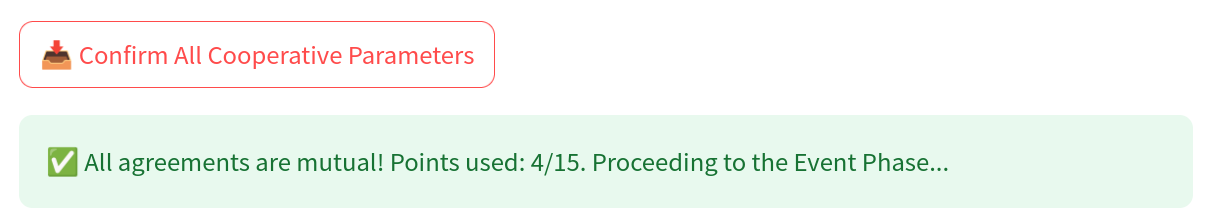 📥 Confirm All Cooperative Parameters
✅ All agreements are mutual! Points used: 4/15. Proceeding to the Event Phase...